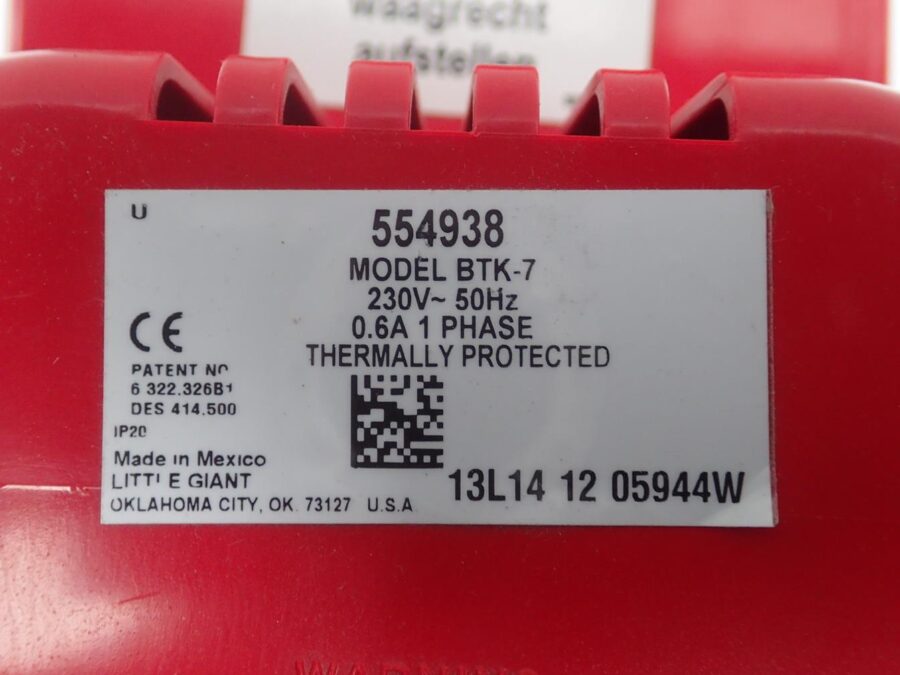 waagrecht
aufstellen
U
554938
MODEL BTK-7
230V~ 50Hz
0.6A 1 PHASE
THERMALLY PROTECTED
CE
PATENT NO
6 322.326B1
DES 414.500
IP20
Made in Mexico
LITTLE GIANT
OKLAHOMA CITY, OK. 73127 U.S.A
13L14 12 05944W